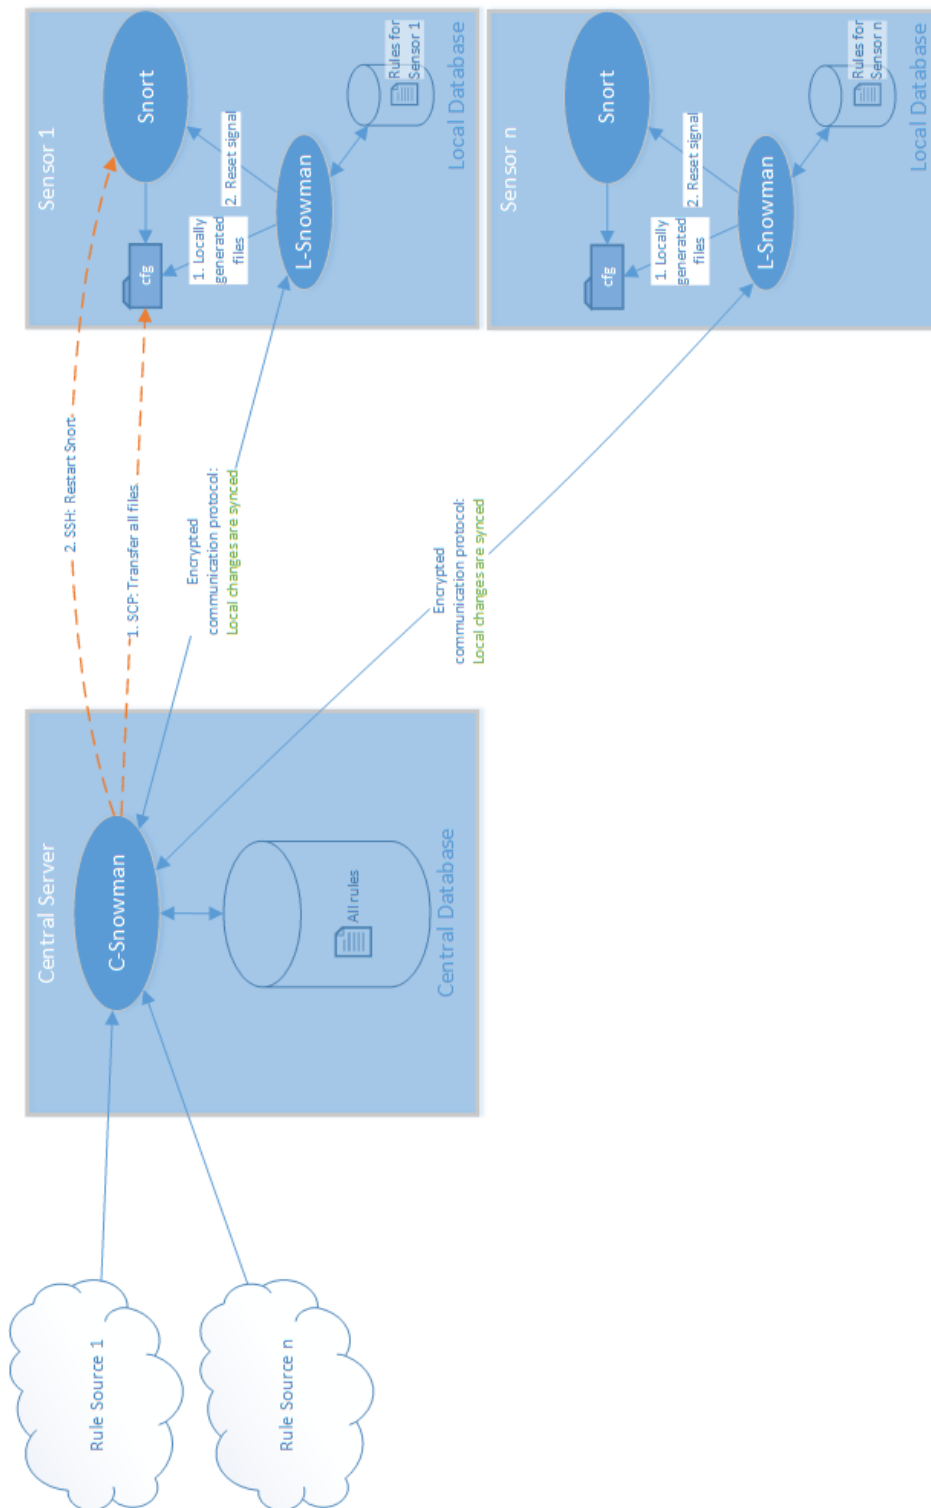 Rule Source 1
Rule Source n
Central Server
C-Snowman
All rules
Central Database
2. SSH: Restart Snort
1. SCP: Transfer all files
Encrypted
communication protocol:
Local changes are synced
Encrypted
communication protocol:
Local changes are synced
Sensor 1
Snort
cfg
1. Locally
generated
files
2. Reset signal
L-Snowman
Rules for
Sensor 1
Local Database
Sensor n
Snort
cfg
1. Locally
generated
files
2. Reset signal
L-Snowman
Rules for
Sensor n
Local Database